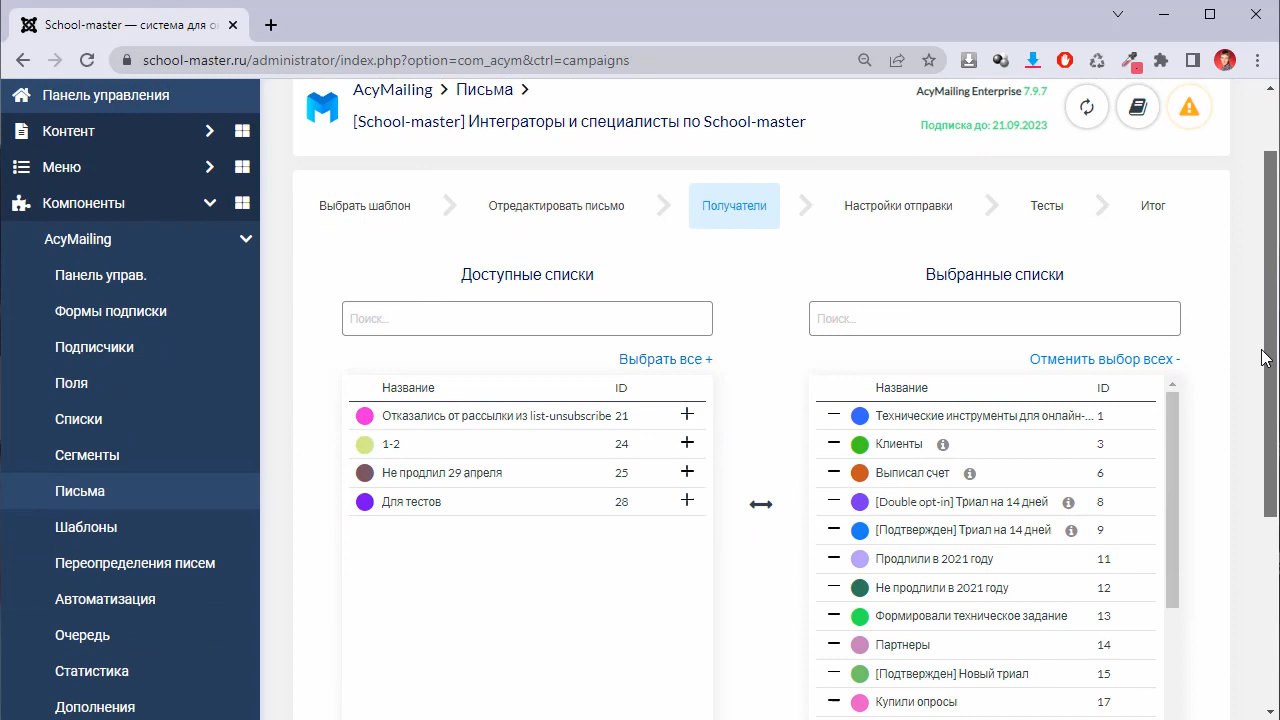 School-master — система для о
school-master.ru/administrator/index.php?option=com_acym&ctrl=campaigns
Панель управления
Контент
Меню
Компоненты
AcyMailing
Панель управ.
Формы подписки
Подписчики
Поля
Списки
Сегменты
Письма
Шаблоны
Переопределения писем
Автоматизация
Очередь
Статистика
Дополнения
AcyMailing > Письма >
[School-master] Интеграторы и специалисты по School-master
AcyMailing Enterprise 7.9.7
Подписка до: 21.09.2023
Выбрать шаблон
Отредактировать письмо
Получатели
Настройки отправки
Тесты
Итог
Доступные списки
Поиск...
Выбрать все +
Название ID
Отказались от рассылки из list-unsubscribe 21
1-2 24
Не продлил 29 апреля 25
Для тестов 28
Выбранные списки
Поиск...
Отменить выбор всех -
Название ID
Технические инструменты для онлайн-... 1
Клиенты 3
Выписал счет 6
[Double opt-in] Триал на 14 дней 8
[Подтвержден] Триал на 14 дней 9
Продлили в 2021 году 11
Не продлили в 2021 году 12
Формировали техническое задание 13
Партнеры 14
[Подтвержден] Новый триал 15
Купили опросы 17